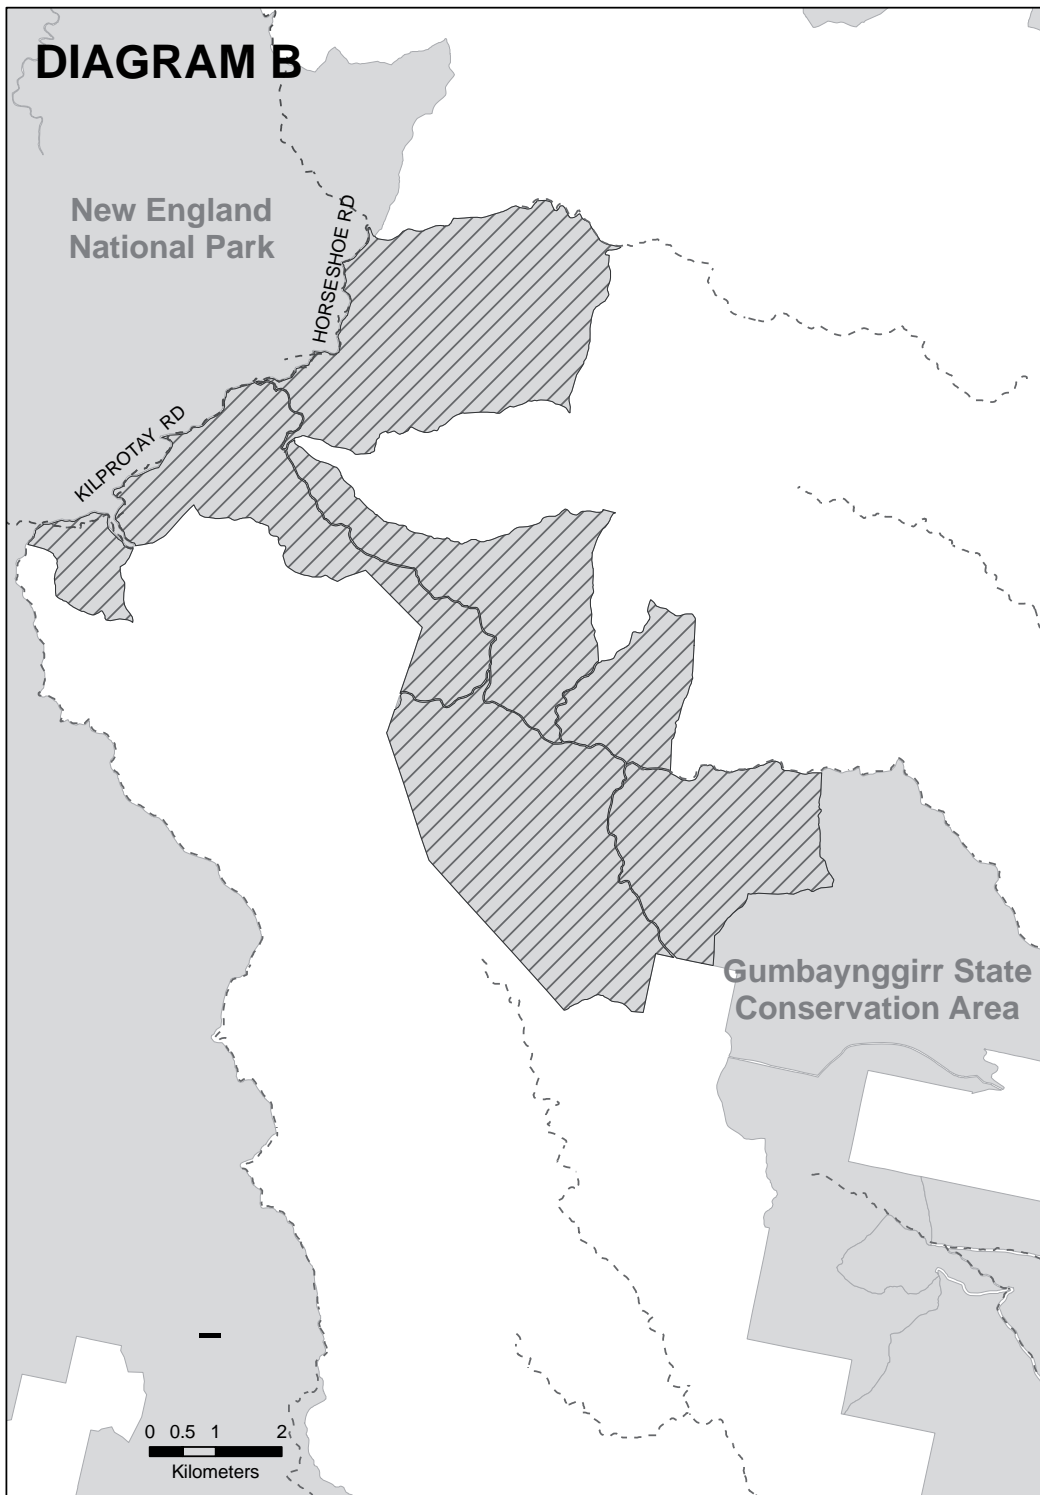 DIAGRAM B
New England
National Park
HORSESHOE RD
KILPROTAY RD
Gumbaynggirr State
Conservation Area
0 0.5 1 2
Kilometers